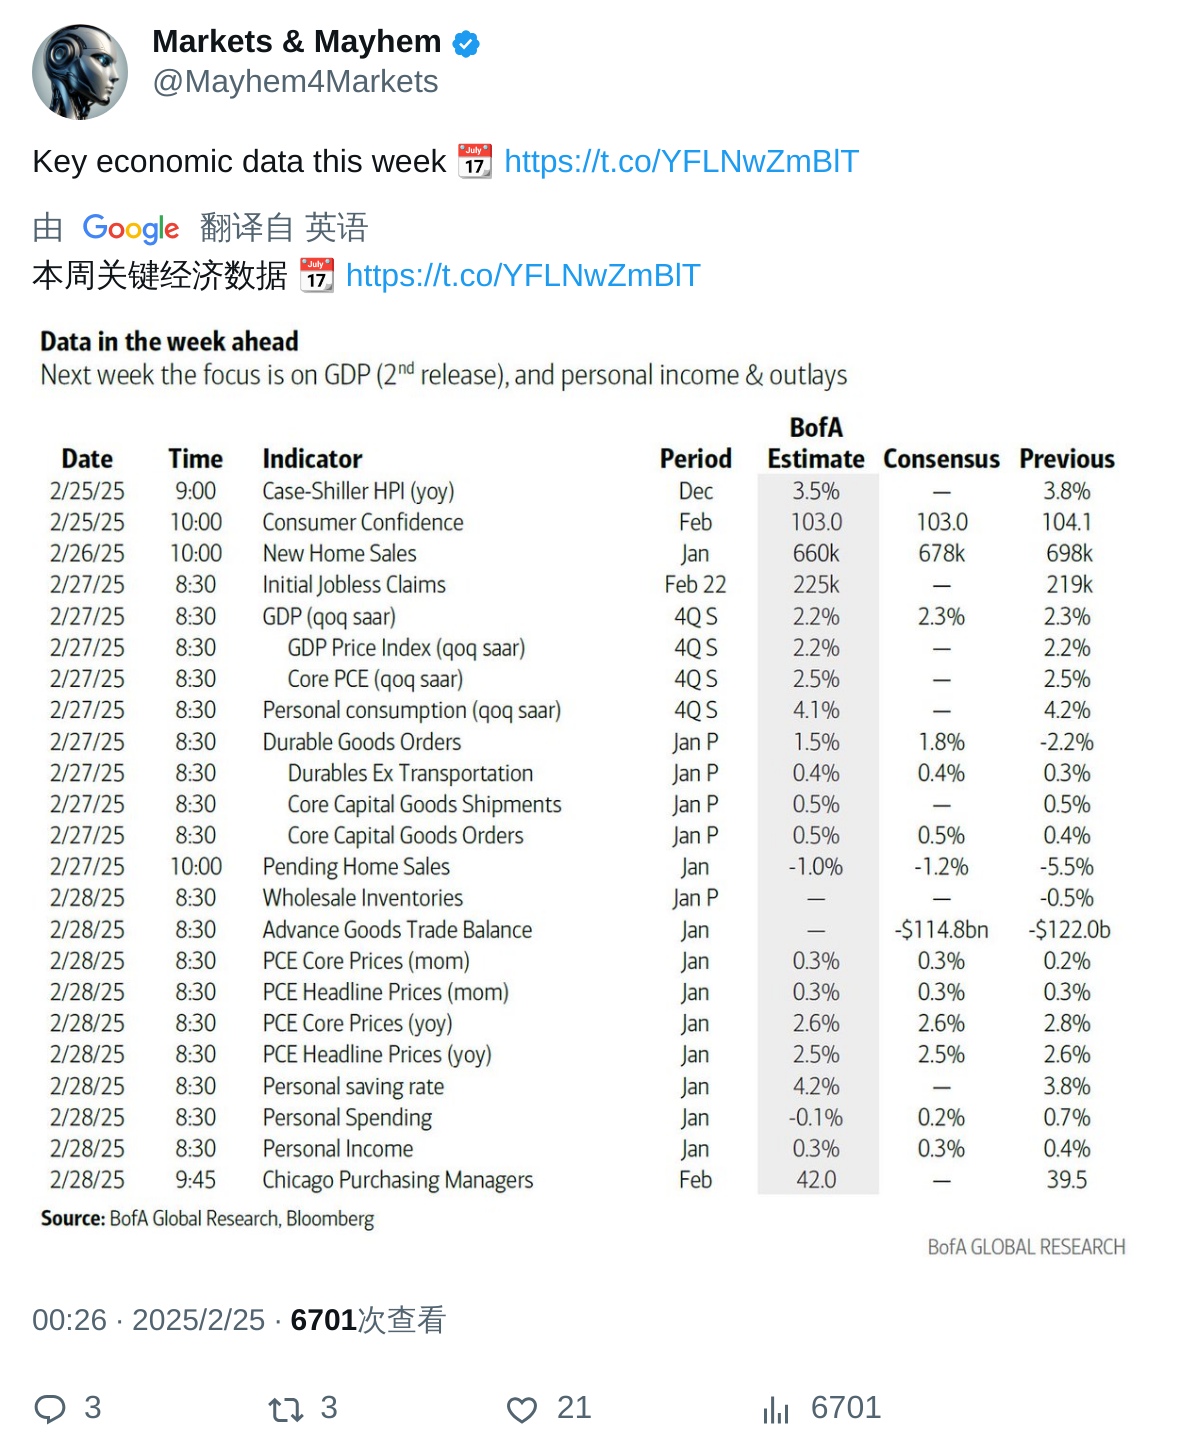 Markets & Mayhem
@Mayhem4Markets
Key economic data this week 📆 https://t.co/YFLNwZmBlT
由 Google 翻译自 英语
本周关键经济数据 📆 https://t.co/YFLNwZmBlT
Data in the week ahead
Next week the focus is on GDP (2nd release), and personal income & outlays
BofA
Date Time Indicator Period Estimate Consensus Previous
2/25/25 9:00 Case-Shiller HPI (yoy) Dec 3.5% — 3.8%
2/25/25 10:00 Consumer Confidence Feb 103.0 103.0 104.1
2/26/25 10:00 New Home Sales Jan 660k 678k 698k
2/27/25 8:30 Initial Jobless Claims Feb 22 225k — 219k
2/27/25 8:30 GDP (qoq saar) 4Q S 2.2% 2.3% 2.3%
2/27/25 8:30 GDP Price Index (qoq saar) 4Q S 2.2% — 2.2%
2/27/25 8:30 Core PCE (qoq saar) 4Q S 2.5% — 2.5%
2/27/25 8:30 Personal consumption (qoq saar) 4Q S 4.1% — 4.2%
2/27/25 8:30 Durable Goods Orders Jan P 1.5% 1.8% -2.2%
2/27/25 8:30 Durables Ex Transportation Jan P 0.4% 0.4% 0.3%
2/27/25 8:30 Core Capital Goods Shipments Jan P 0.5% — 0.5%
2/27/25 8:30 Core Capital Goods Orders Jan P 0.5% 0.5% 0.4%
2/27/25 10:00 Pending Home Sales Jan -1.0% -1.2% -5.5%
2/28/25 8:30 Wholesale Inventories Jan P — — -0.5%
2/28/25 8:30 Advance Goods Trade Balance Jan — -$114.8bn -$122.0b
2/28/25 8:30 PCE Core Prices (mom) Jan 0.3% 0.3% 0.2%
2/28/25 8:30 PCE Headline Prices (mom) Jan 0.3% 0.3% 0.3%
2/28/25 8:30 PCE Core Prices (yoy) Jan 2.6% 2.6% 2.8%
2/28/25 8:30 PCE Headline Prices (yoy) Jan 2.5% 2.5% 2.6%
2/28/25 8:30 Personal saving rate Jan 4.2% — 3.8%
2/28/25 8:30 Personal Spending Jan -0.1% 0.2% 0.7%
2/28/25 8:30 Personal Income Jan 0.3% 0.3% 0.4%
2/28/25 9:45 Chicago Purchasing Managers Feb 42.0 — 39.5
Source: BofA Global Research, Bloomberg
BofA GLOBAL RESEARCH
00:26 · 2025/2/25 · 6701次查看
3 3 21 6701